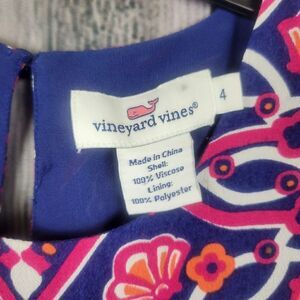 vineyard vines®
4
Made in China
Shell:
100% Viscose
Lining:
100% Polyester